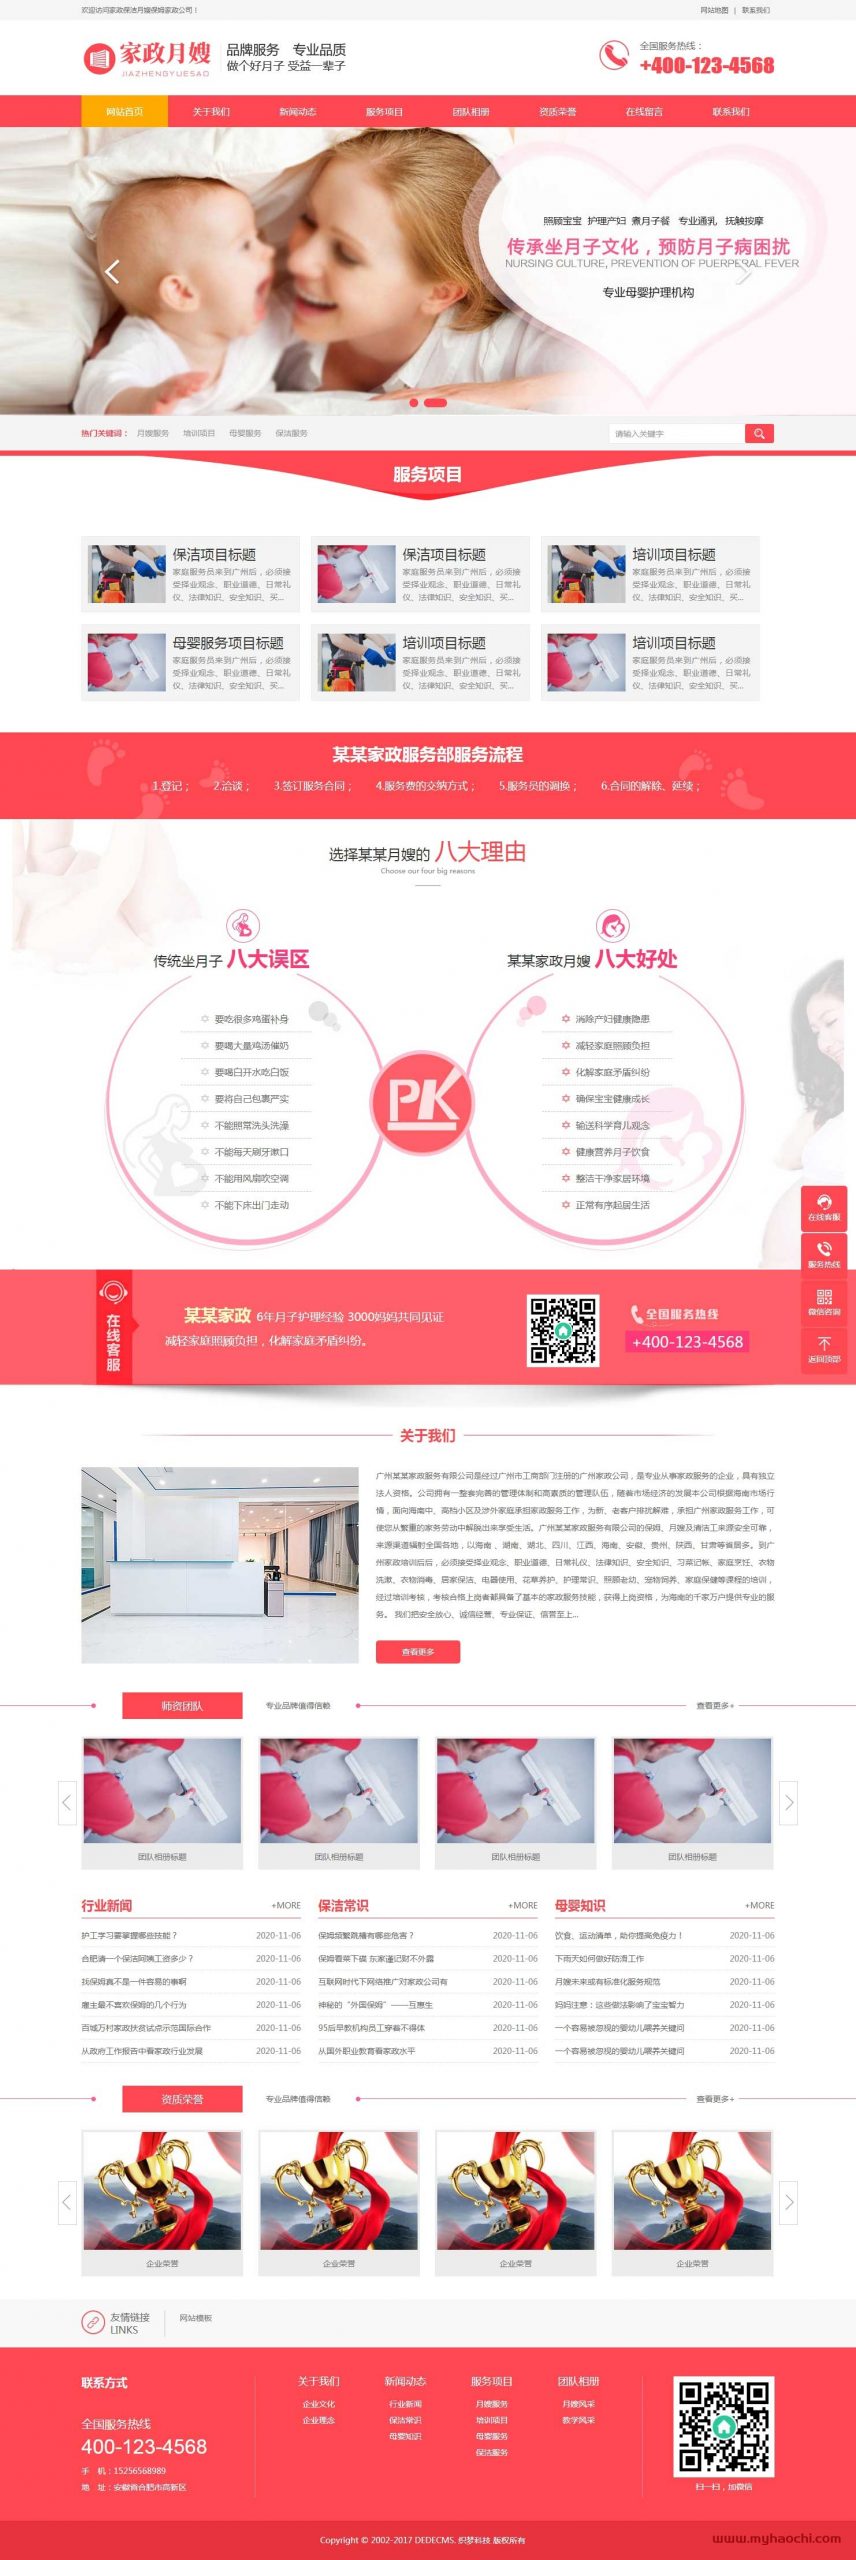 欢迎访问家政保洁月嫂保姆家政公司！
网站地图 | 联系我们
家政月嫂
JIAZHENGYUESAO
品牌服务 专业品质
做个好月子 受益一辈子
全国服务热线：
+400-123-4568
网站首页 关于我们 新闻动态 服务项目 团队相册 资质荣誉 在线留言 联系我们
照顾宝宝 护理产妇 煮月子餐 专业通乳 抚触按摩
传承坐月子文化，预防月子病困扰
NURSING CULTURE, PREVENTION OF PUERPERAL FEVER
专业母婴护理机构
热门关键词： 月嫂服务 培训项目 母婴服务 保洁服务
请输入关键字
服务项目
保洁项目标题
家庭服务员来到广州后，必须接
受择业观念、职业道德、日常礼
仪、法律知识、安全知识、买...
保洁项目标题
家庭服务员来到广州后，必须接
受择业观念、职业道德、日常礼
仪、法律知识、安全知识、买...
培训项目标题
家庭服务员来到广州后，必须接
受择业观念、职业道德、日常礼
仪、法律知识、安全知识、买...
母婴服务项目标题
家庭服务员来到广州后，必须接
受择业观念、职业道德、日常礼
仪、法律知识、安全知识、买...
培训项目标题
家庭服务员来到广州后，必须接
受择业观念、职业道德、日常礼
仪、法律知识、安全知识、买...
培训项目标题
家庭服务员来到广州后，必须接
受择业观念、职业道德、日常礼
仪、法律知识、安全知识、买...
某某家政服务部服务流程
1.登记； 2.洽谈； 3.签订服务合同； 4.服务费的交纳方式； 5.服务员的调换； 6.合同的解除、延续；
选择某某月嫂的 八大理由
Choose our four big reasons
传统坐月子 八大误区
要吃很多鸡蛋补身
要喝大量鸡汤催奶
要喝白开水吃白饭
要将自己包裹严实
不能照常洗头洗澡
不能每天刷牙漱口
不能用风扇吹空调
不能下床出门走动
PK
某某家政月嫂 八大好处
消除产妇健康隐患
减轻家庭照顾负担
化解家庭矛盾纠纷
确保宝宝健康成长
输送科学育儿观念
健康营养月子饮食
整洁干净家居环境
正常有序起居生活
在线客服
服务热线
微信咨询
返回顶部
在线客服
某某家政 6年月子护理经验 3000妈妈共同见证
减轻家庭照顾负担，化解家庭矛盾纠纷。
全国服务热线
+400-123-4568
关于我们
广州某某家政服务有限公司是经过广州市工商部门注册的广州家政公司，是专业从事家政服务的企业，具有独立
法人资格。公司拥有一整套完善的管理体制和高素质的管理队伍，随着市场经济的发展本公司根据海南市场行
情，面向海南中、高档小区及涉外家庭承担家政服务工作，为新、老客户排忧解难，承担广州家政服务工作，可
使您从繁重的家务劳动中解脱出来享受生活。广州某某家政服务有限公司的保姆、月嫂及清洁工来源安全可靠，
来源渠道辐射全国各地，以海南 、湖南、湖北、四川、江西、海南、安徽、贵州、陕西、甘肃等省居多。到广
州家政培训后后，必须接受择业观念、职业道德、日常礼仪、法律知识、安全知识、习菜记帐、家庭烹饪、衣物
洗漱、衣物消毒、居家保洁、电器使用、花草养护、护理常识、照顾老幼、宠物饲养、家庭保健等课程的培训，
经过培训考核，考核合格上岗者都具备了基本的家政服务技能，获得上岗资格，为海南的千家万户提供专业的服
务。 我们把安全放心、诚信经营、专业保证、信誉至上...
查看更多
师资团队 专业品牌值得信赖 查看更多+
团队相册标题 团队相册标题 团队相册标题 团队相册标题
行业新闻 +MORE
护工学习要掌握哪些技能？ 2020-11-06
合肥请一个保洁阿姨工资多少？ 2020-11-06
找保姆真不是一件容易的事啊 2020-11-06
雇主最不喜欢保姆的几个行为 2020-11-06
百城万村家政扶贫试点示范国际合作 2020-11-06
从政府工作报告中看家政行业发展 2020-11-06
保洁常识 +MORE
保姆频繁跳槽有哪些危害？ 2020-11-06
保姆看菜下碟 东家谨记财不外露 2020-11-06
互联网时代下网络推广对家政公司有 2020-11-06
神秘的“外国保姆”——互惠生 2020-11-06
95后早教机构员工穿着不得体 2020-11-06
从国外职业教育看家政水平 2020-11-06
母婴知识 +MORE
饮食、运动清单，助你提高免疫力！ 2020-11-06
下雨天如何做好防滑工作 2020-11-06
月嫂未来或有标准化服务规范 2020-11-06
妈妈注意：这些做法影响了宝宝智力 2020-11-06
一个容易被忽视的婴幼儿喂养关键问 2020-11-06
一个容易被忽视的婴幼儿喂养关键问 2020-11-06
资质荣誉 专业品牌值得信赖 查看更多+
企业荣誉 企业荣誉 企业荣誉 企业荣誉
友情链接
LINKS
网站模板
联系方式
全国服务热线
400-123-4568
手 机：15256568989
地 址：安徽省合肥市高新区
关于我们
企业文化
企业理念
新闻动态
行业新闻
保洁常识
母婴知识
服务项目
月嫂服务
培训项目
母婴服务
保洁服务
团队相册
月嫂风采
教学风采
扫一扫，加微信
Copyright © 2002-2017 DEDECMS. 织梦科技 版权所有
www.myhaochi.com